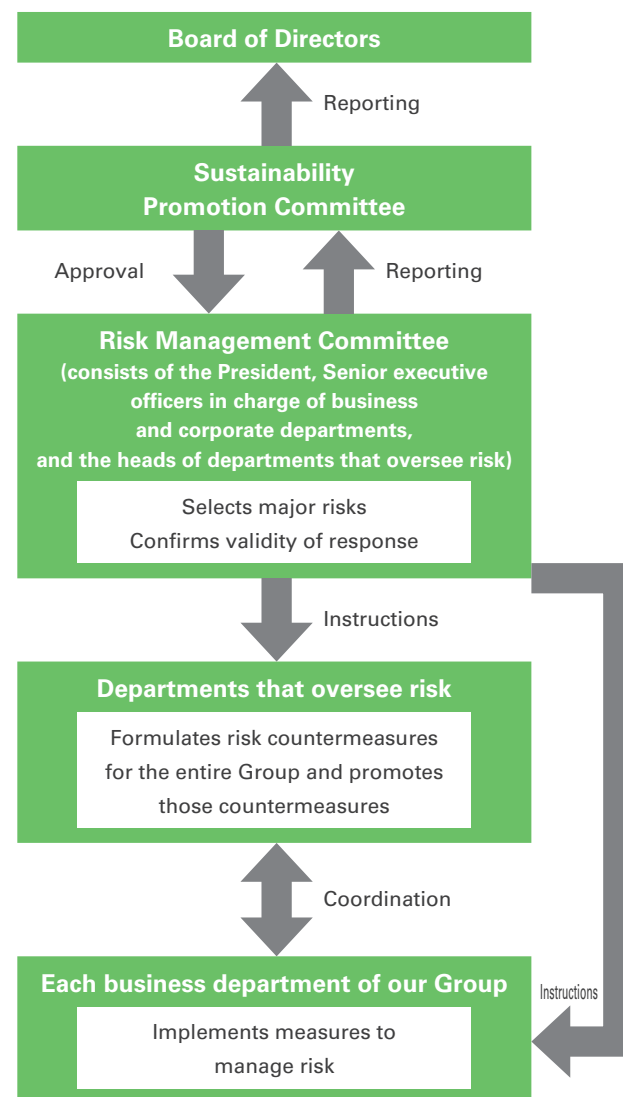 Board of Directors
Reporting
Sustainability
Promotion Committee
Approval
Reporting
Risk Management Committee
(consists of the President, Senior executive
officers in charge of business
and corporate departments,
and the heads of departments that oversee risk)
Selects major risks
Confirms validity of response
Instructions
Departments that oversee risk
Formulates risk countermeasures
for the entire Group and promotes
those countermeasures
Coordination
Each business department of our Group
Instructions
Implements measures to
manage risk